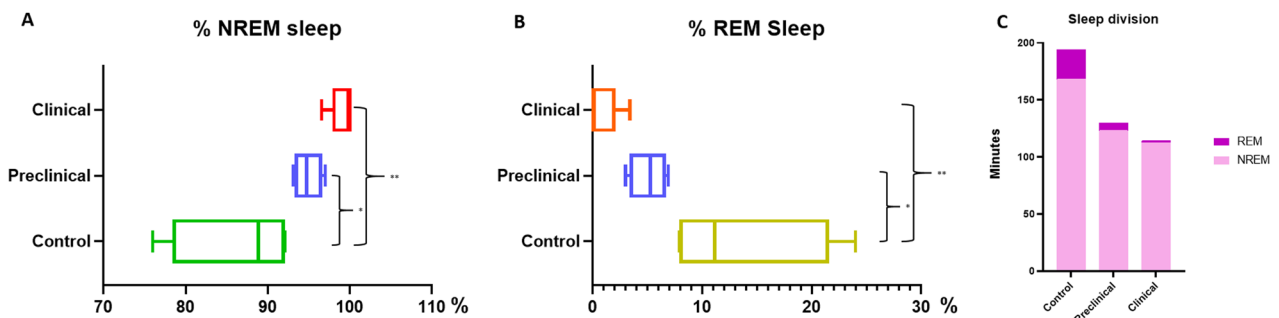 A
% NREM sleep
Clinical
Preclinical
Control
**
*
70 80 90 100 110 %
B
% REM Sleep
Clinical
Preclinical
Control
**
*
0 10 20 30 %
C
Sleep division
Minutes
200
150
100
50
0
Control
Preclinical
Clinical
REM
NREM